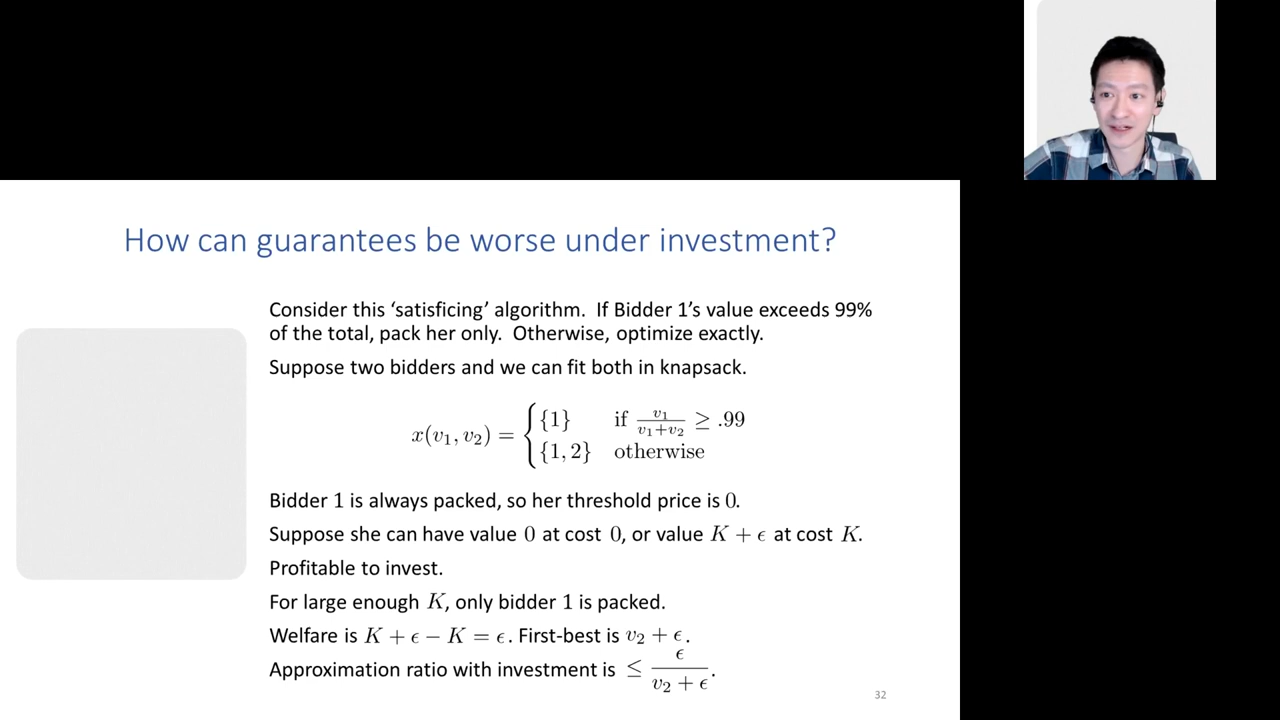 How can guarantees be worse under investment?
Consider this ‘satisficing’ algorithm. If Bidder 1’s value exceeds 99%
of the total, pack her only. Otherwise, optimize exactly.
Suppose two bidders and we can fit both in knapsack.
x(v₁, v₂) = { {1} if v₁/(v₁+v₂) ≥ .99
{1, 2} otherwise
Bidder 1 is always packed, so her threshold price is 0.
Suppose she can have value 0 at cost 0, or value K + ϵ at cost K.
Profitable to invest.
For large enough K, only bidder 1 is packed.
Welfare is K + ϵ − K = ϵ. First-best is v₂ + ϵ.
Approximation ratio with investment is ≤ ϵ/(v₂ + ϵ).
32